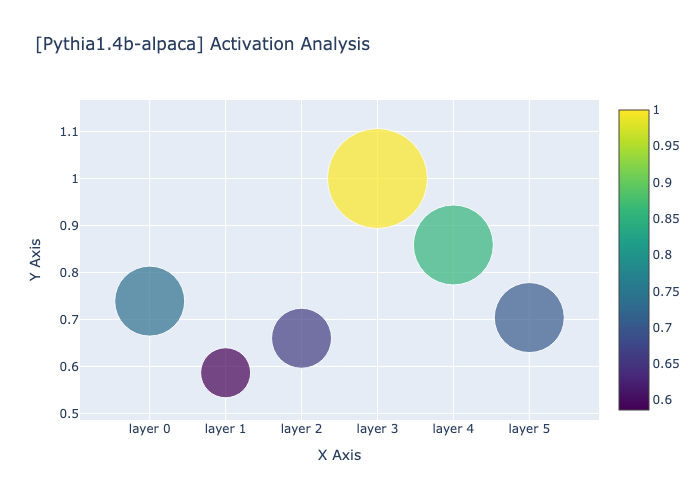 [Pythia1.4b-alpaca] Activation Analysis
1.1
1
0.9
0.8
0.7
0.6
0.5
Y Axis
layer 0
layer 1
layer 2
layer 3
layer 4
layer 5
X Axis
1
0.95
0.9
0.85
0.8
0.75
0.7
0.65
0.6